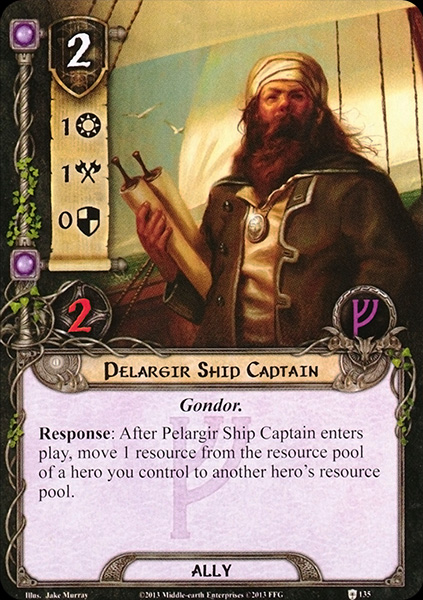 2
1
1
0
2
Pelargir Ship Captain
Gondor.
Response: After Pelargir Ship Captain enters
play, move 1 resource from the resource pool
of a hero you control to another hero's resource
pool.
ALLY
Illus. Jake Murray ©2013 Middle-earth Enterprises ©2013 FFG 135